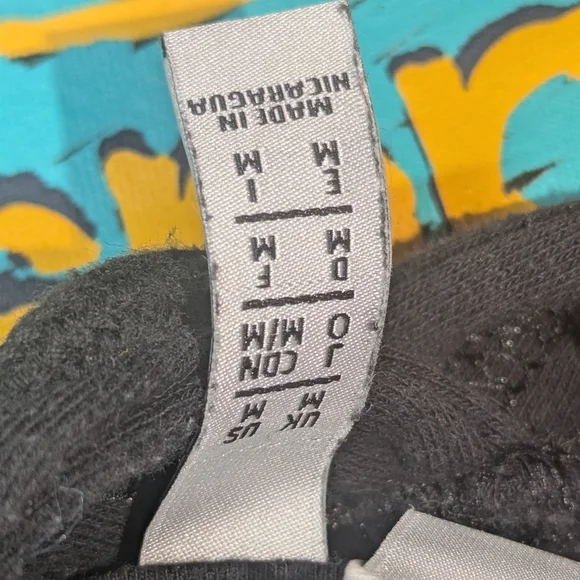 UK US
M M
J CDN
O M/M
D F
M M
E I
M M
MADE IN
NICARAGUA